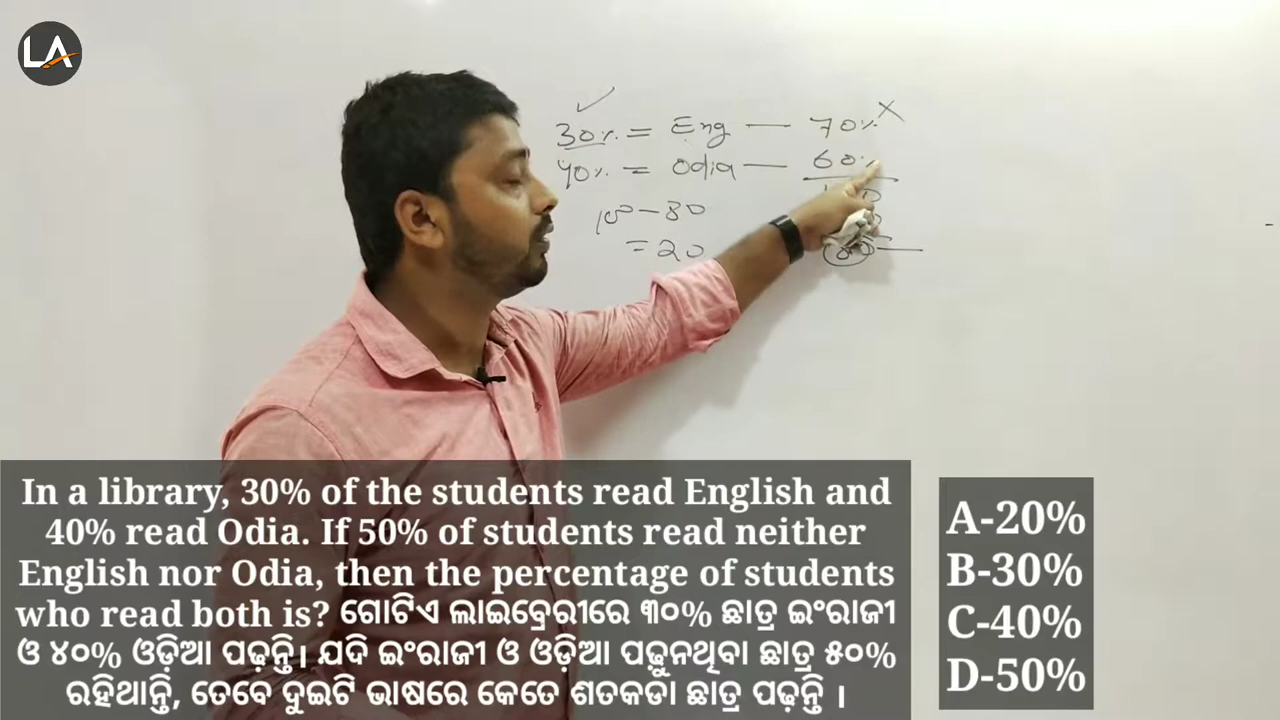 LA
30% = Eng — 70%
40% = Odia — 60%
100 - 80
= 20
80
In a library, 30% of the students read English and
40% read Odia. If 50% of students read neither
English nor Odia, then the percentage of students
who read both is? ଗୋଟିଏ ଲାଇବ୍ରେରୀରେ ୩୦% ଛାତ୍ର ଇଂରାଜୀ
ଓ ୪୦% ଓଡ଼ିଆ ପଢ଼ନ୍ତି। ଯଦି ଇଂରାଜୀ ଓ ଓଡ଼ିଆ ପଢୁନଥିବା ଛାତ୍ର ୫୦%
ରହିଥାନ୍ତି, ତେବେ ଦୁଇଟି ଭାଷରେ କେତେ ଶତକଡା ଛାତ୍ର ପଢ଼ନ୍ତି ।
A-20%
B-30%
C-40%
D-50%